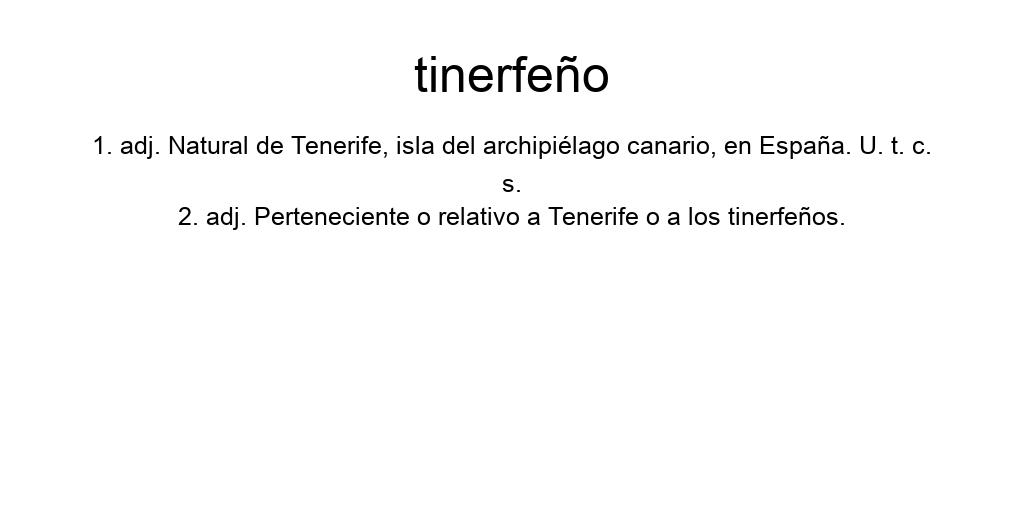 tinerfeño
1. adj. Natural de Tenerife, isla del archipiélago canario, en España. U. t. c.
s.
2. adj. Perteneciente o relativo a Tenerife o a los tinerfeños.